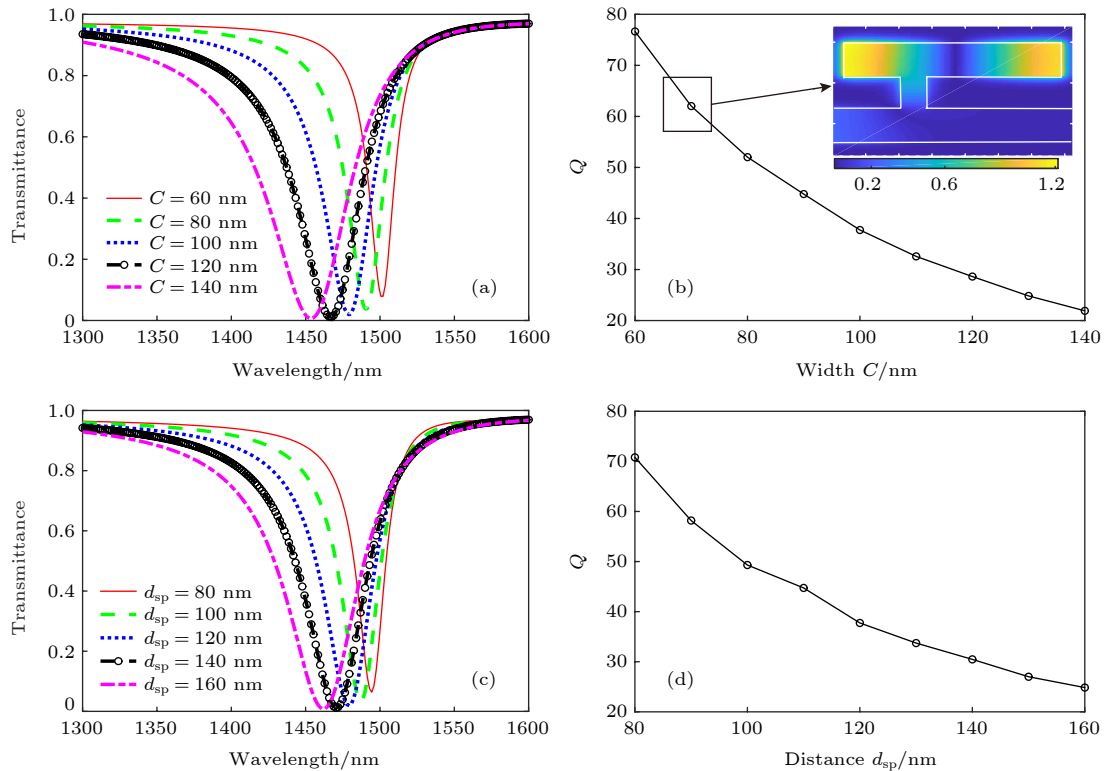 1.0
0.8
0.6
0.4
0.2
0
Transmittance
C = 60 nm
C = 80 nm
C = 100 nm
C = 120 nm
C = 140 nm
(a)
1300 1350 1400 1450 1500 1550 1600
Wavelength/nm
80
70
60
50
40
30
20
Q
0.2 0.6 1.2
(b)
60 80 100 120 140
Width C/nm
1.0
0.8
0.6
0.4
0.2
0
Transmittance
dsp = 80 nm
dsp = 100 nm
dsp = 120 nm
dsp = 140 nm
dsp = 160 nm
(c)
1300 1350 1400 1450 1500 1550 1600
Wavelength/nm
80
70
60
50
40
30
20
Q
(d)
80 100 120 140 160
Distance dsp/nm